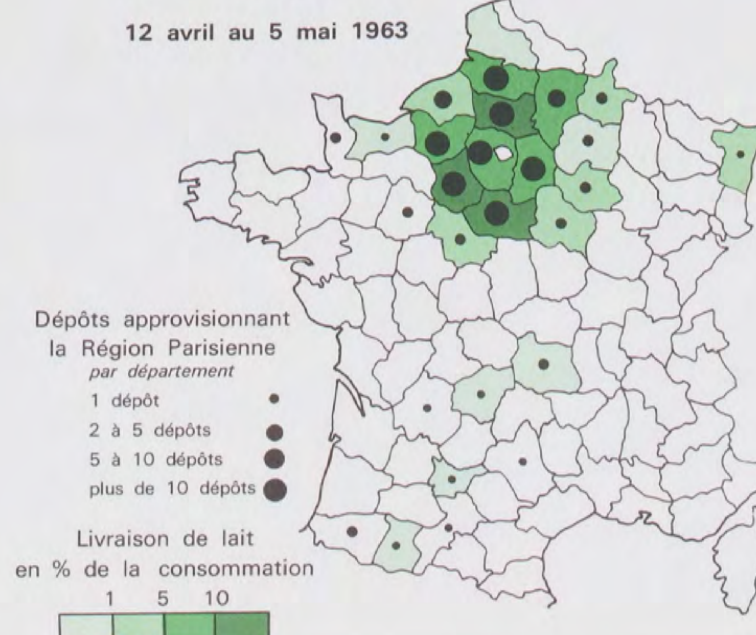 12 avril au 5 mai 1963
Dépôts approvisionnant
la Région Parisienne
par département
1 dépôt
2 à 5 dépôts
5 à 10 dépôts
plus de 10 dépôts
Livraison de lait
en % de la consommation
1 5 10